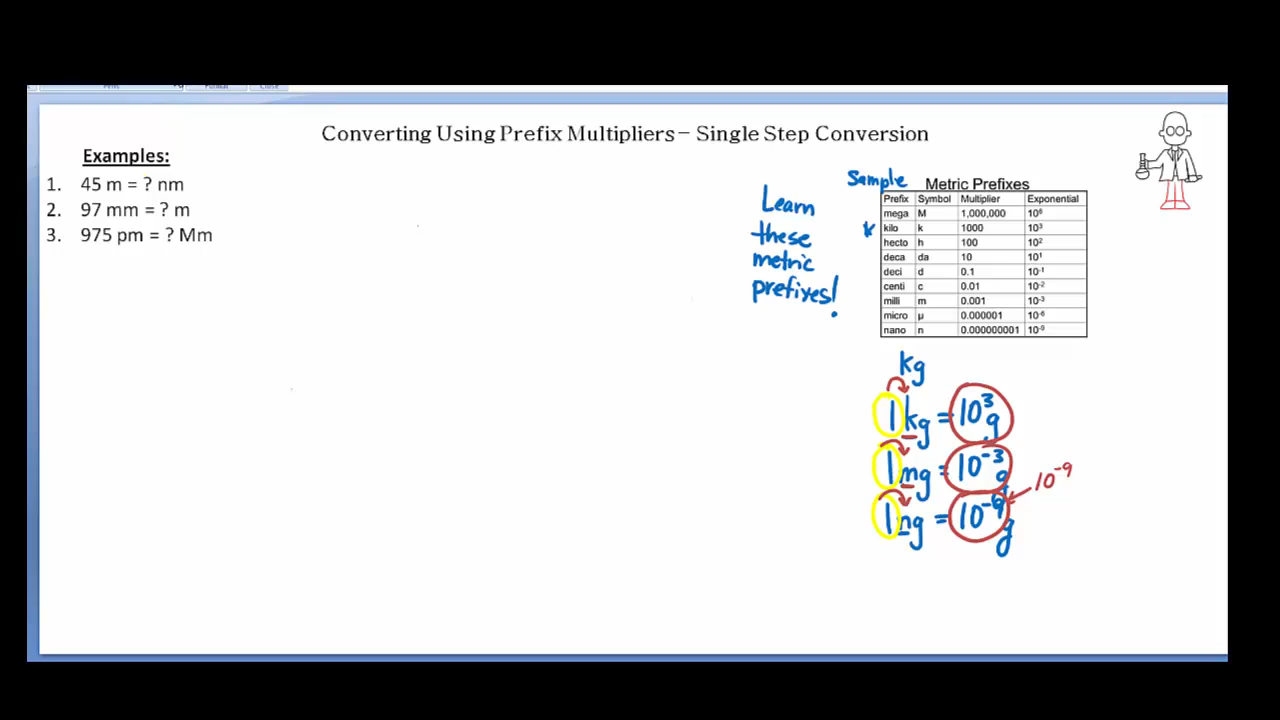 Pens Format Close
Converting Using Prefix Multipliers – Single Step Conversion
Examples:
1. 45 m = ? nm
2. 97 mm = ? m
3. 975 pm = ? Mm
Learn
these
metric
prefixes!
Sample
Metric Prefixes
Prefix Symbol Multiplier Exponential
mega M 1,000,000 10⁶
kilo k 1000 10³
hecto h 100 10²
deca da 10 10¹
deci d 0.1 10⁻¹
centi c 0.01 10⁻²
milli m 0.001 10⁻³
micro µ 0.000001 10⁻⁶
nano n 0.000000001 10⁻⁹
kg
1 kg = 10³ g
1 mg = 10⁻³ g
1 ng = 10⁻⁹ g
10⁻⁹